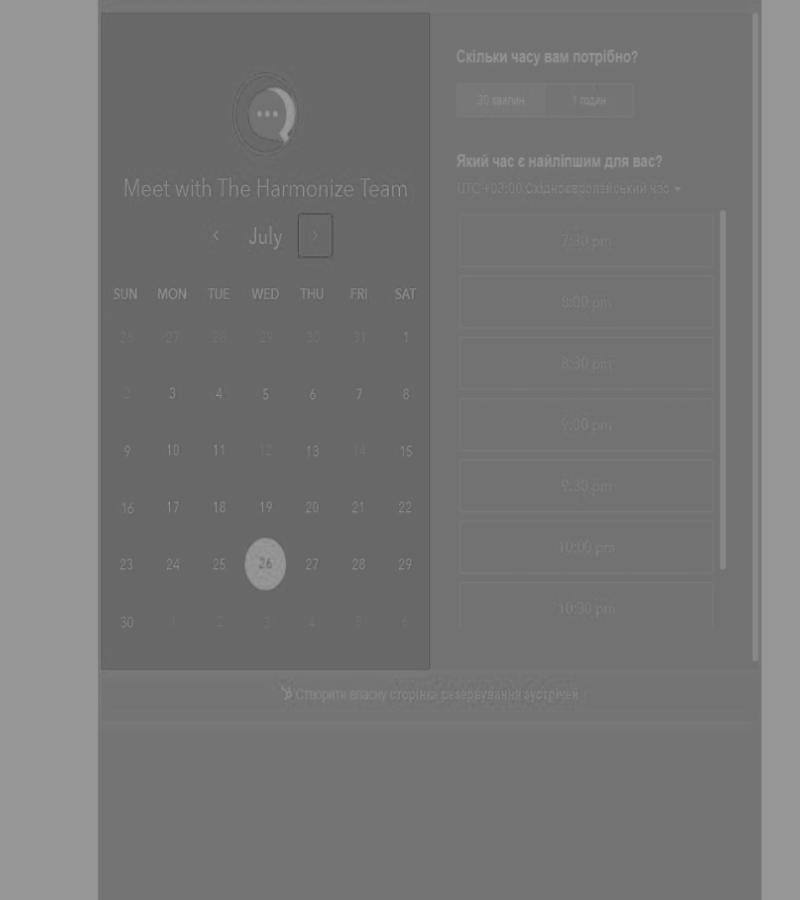 Meet with The Harmonize Team
July
SUN MON TUE WED THU FRI SAT
26 27 28 29 30 31 1
2 3 4 5 6 7 8
9 10 11 12 13 14 15
16 17 18 19 20 21 22
23 24 25 26 27 28 29
30 1 2 3 4 5 6
Скільки часу вам потрібно?
30 хвилин 1 годин
Який час є найліпшим для вас?
UTC +03:00 Східноєвропейський час
7:30 pm
8:00 pm
8:30 pm
9:00 pm
9:30 pm
10:00 pm
10:30 pm
Створити власну сторінку резервування зустрічей